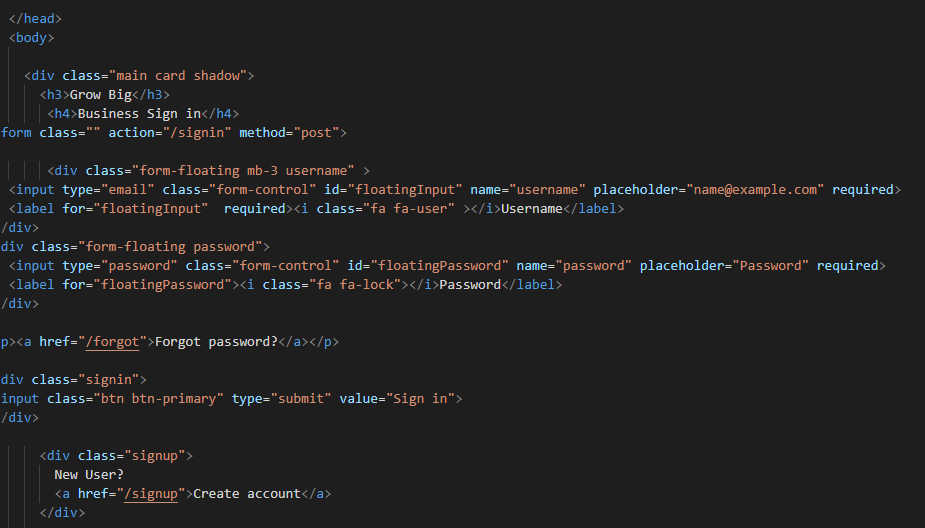 </head>
<body>
<div class="main card shadow">
<h3>Grow Big</h3>
<h4>Business Sign in</h4>
form class="" action="/signin" method="post">
<div class="form-floating mb-3 username" >
<input type="email" class="form-control" id="floatingInput" name="username" placeholder="name@example.com" required>
<label for="floatingInput"  required><i class="fa fa-user" ></i>Username</label>
/div>
div class="form-floating password">
<input type="password" class="form-control" id="floatingPassword" name="password" placeholder="Password" required>
<label for="floatingPassword"><i class="fa fa-lock"></i>Password</label>
/div>
p><a href="/forgot">Forgot password?</a></p>
div class="signin">
input class="btn btn-primary" type="submit" value="Sign in">
/div>
<div class="signup">
New User?
<a href="/signup">Create account</a>
</div>